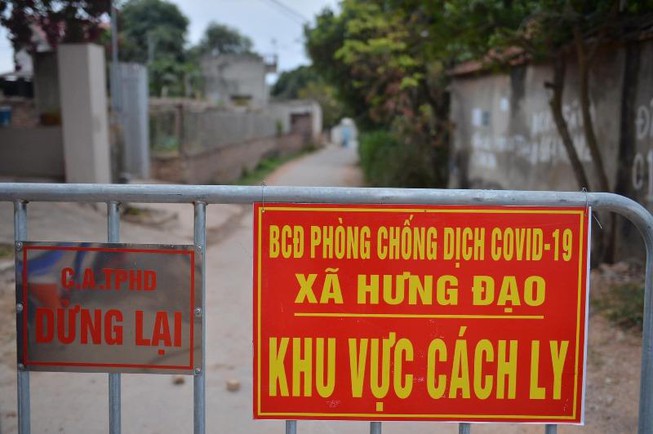 C.A.TPHD
DỪNG LẠI
BCĐ PHÒNG CHỐNG DỊCH COVID-19
XÃ HƯNG ĐẠO
KHU VỰC CÁCH LY